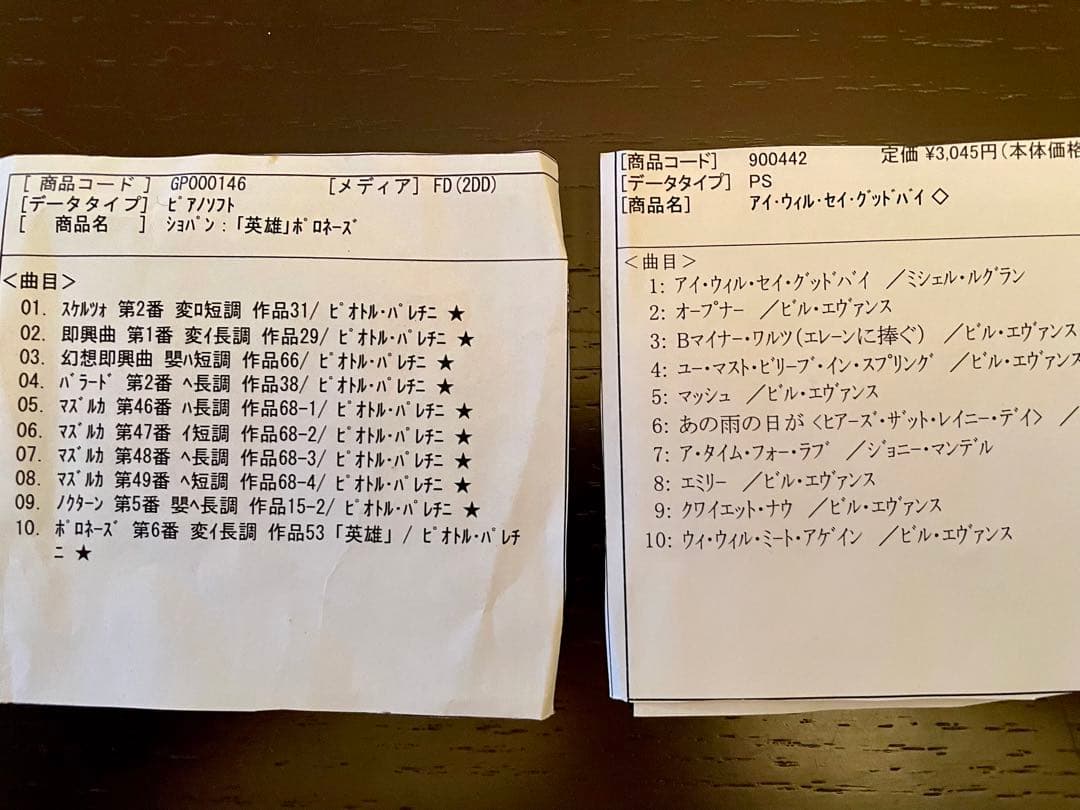 [ 商品コード ] GP000146 [メディア] FD(2DD)
[データタイプ] ﾋﾟｱﾉｿﾌﾄ
[ 商品名 ] ｼｮﾊﾟﾝ：｢英雄｣ﾎﾟﾛﾈｰｽﾞ
＜曲目＞
01. ｽｹﾙﾂｫ 第2番 変ﾛ短調 作品31/ ﾋﾟｵﾄﾙ･ﾊﾟﾚﾁﾆ ★
02. 即興曲 第1番 変ｲ長調 作品29/ ﾋﾟｵﾄﾙ･ﾊﾟﾚﾁﾆ ★
03. 幻想即興曲 嬰ﾊ短調 作品66/ ﾋﾟｵﾄﾙ･ﾊﾟﾚﾁﾆ ★
04. ﾊﾞﾗｰﾄﾞ 第2番 ﾍ長調 作品38/ ﾋﾟｵﾄﾙ･ﾊﾟﾚﾁﾆ ★
05. ﾏｽﾞﾙｶ 第46番 ﾊ長調 作品68-1/ ﾋﾟｵﾄﾙ･ﾊﾟﾚﾁﾆ ★
06. ﾏｽﾞﾙｶ 第47番 ｲ短調 作品68-2/ ﾋﾟｵﾄﾙ･ﾊﾟﾚﾁﾆ ★
07. ﾏｽﾞﾙｶ 第48番 ﾍ長調 作品68-3/ ﾋﾟｵﾄﾙ･ﾊﾟﾚﾁﾆ ★
08. ﾏｽﾞﾙｶ 第49番 ﾍ短調 作品68-4/ ﾋﾟｵﾄﾙ･ﾊﾟﾚﾁﾆ ★
09. ﾉｸﾀｰﾝ 第5番 嬰ﾍ長調 作品15-2/ ﾋﾟｵﾄﾙ･ﾊﾟﾚﾁﾆ ★
10. ﾎﾟﾛﾈｰｽﾞ 第6番 変ｲ長調 作品53「英雄」/ ﾋﾟｵﾄﾙ･ﾊﾟﾚﾁ
ﾆ ★
[商品コード] 900442 定価 ¥3,045円(本体価格
[データタイプ] PS
[商品名] ｱｲ･ｳｨﾙ･ｾｲ･ｸﾞｯﾄﾞﾊﾞｲ ◇
＜曲目＞
1: ｱｲ･ｳｨﾙ･ｾｲ･ｸﾞｯﾄﾞﾊﾞｲ ／ﾐｼｪﾙ･ﾙｸﾞﾗﾝ
2: ｵｰﾌﾟﾅｰ ／ﾋﾞﾙ･ｴｳﾞｧﾝｽ
3: Bﾏｲﾅｰ･ﾜﾙﾂ(ｴﾚｰﾝに捧ぐ) ／ﾋﾞﾙ･ｴｳﾞｧﾝｽ
4: ﾕｰ･ﾏｽﾄ･ﾋﾞﾘｰﾌﾞ･ｲﾝ･ｽﾌﾟﾘﾝｸﾞ ／ﾋﾞﾙ･ｴｳﾞｧﾝｽ
5: ﾏｯｼｭ ／ﾋﾞﾙ･ｴｳﾞｧﾝｽ
6: あの雨の日が〈ﾋｱｰｽﾞ･ｻﾞｯﾄ･ﾚｲﾆｰ･ﾃﾞｲ〉 ／
7: ｱ･ﾀｲﾑ･ﾌｫｰ･ﾗﾌﾞ ／ｼﾞｮﾆｰ･ﾏﾝﾃﾞﾙ
8: ｴﾐﾘｰ ／ﾋﾞﾙ･ｴｳﾞｧﾝｽ
9: ｸﾜｲｴｯﾄ･ﾅｳ ／ﾋﾞﾙ･ｴｳﾞｧﾝｽ
10: ｳｨ･ｳｨﾙ･ﾐｰﾄ･ｱｹﾞｲﾝ ／ﾋﾞﾙ･ｴｳﾞｧﾝｽ